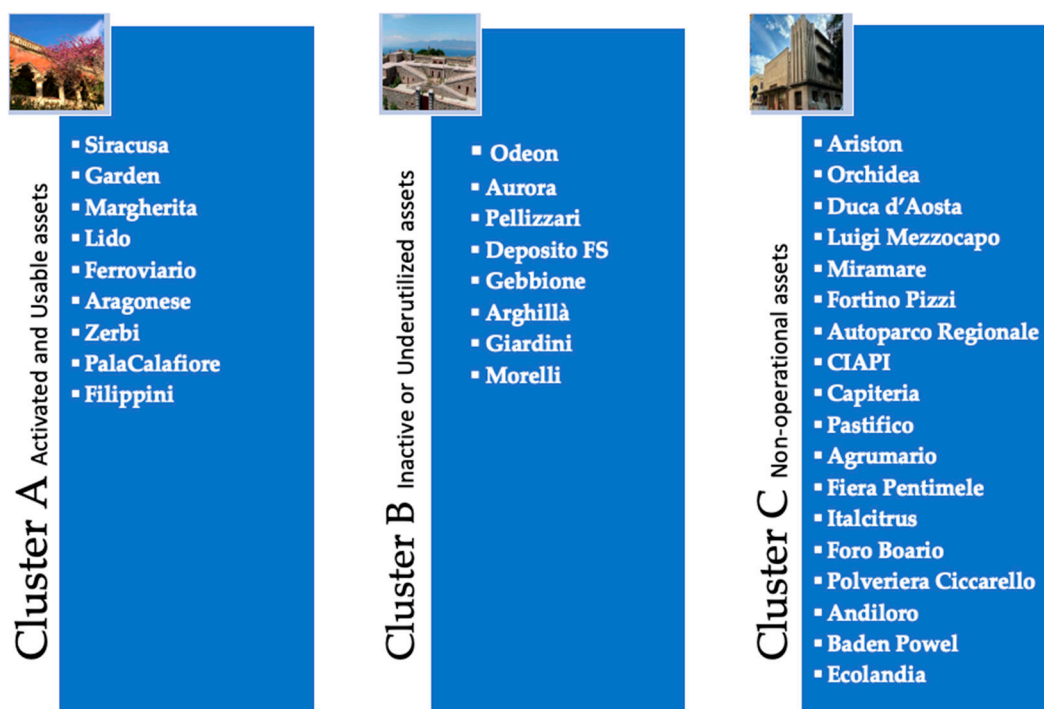 Cluster A Activated and Usable assets
▪ Siracusa
▪ Garden
▪ Margherita
▪ Lido
▪ Ferroviario
▪ Aragonese
▪ Zerbi
▪ PalaCalafiore
▪ Filippini
Cluster B Inactive or Underutilized assets
▪ Odeon
▪ Aurora
▪ Pellizzari
▪ Deposito FS
▪ Gebbione
▪ Arghillà
▪ Giardini
▪ Morelli
Cluster C Non-operational assets
▪ Ariston
▪ Orchidea
▪ Duca d’Aosta
▪ Luigi Mezzocapo
▪ Miramare
▪ Fortino Pizzi
▪ Autoparco Regionale
▪ CIAPI
▪ Capiteria
▪ Pastifico
▪ Agrumario
▪ Fiera Pentimele
▪ Italcitrus
▪ Foro Boario
▪ Polveriera Ciccarello
▪ Andiloro
▪ Baden Powel
▪ Ecolandia